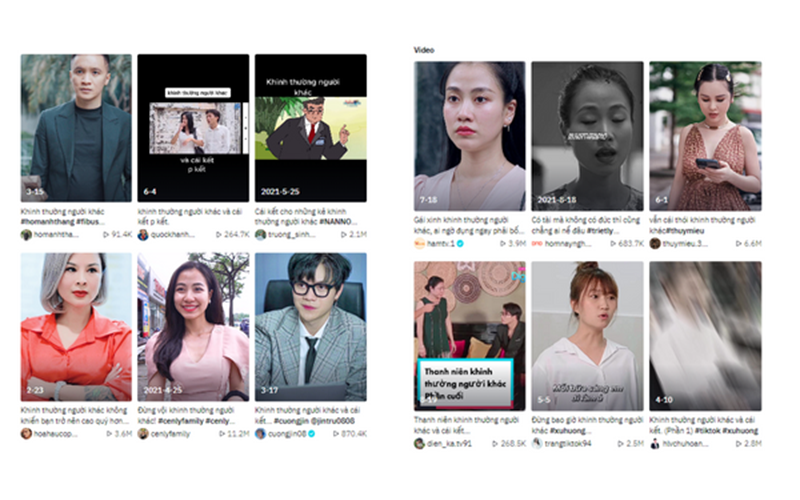 Video
3-15
khinh thường người khác
và cái kết
p kết
6-4
Khinh thường người
khác
2021-5-25
Khinh thường người khác
#homanhthang #fibus...
homanhtha...
91.4K
khinh thường người khác và cái
kết p kết.
quockhanh...
264.7K
Cái kết cho những kẻ khinh
thường người khác #NANNO...
truong_sinh...
2.1M
2-23
2021-4-25
3-17
Khinh thường người khác không
khiến bạn trở nên cao quý hơn...
hoahaucop...
3.6M
Đừng vội khinh thường người
khác! #cenlyfamily #cenly...
cenlyfamily
11.2M
Khinh thường người khác và cái
kết... #cuongjin @jintru0808
cuongjin08
870.4K
7-18
2021-8-18
6-1
Gái xinh khinh thường người
khác, ai ngờ đụng ngay phải bố...
hamtv.1
3.9M
Có tài mà không có đức thì cũng
chẳng ai nể đâu #trietly...
homnayngh...
683.7K
vẫn cái thói khinh thường người
khác#thuymieu
thuymieu.3...
6.6M
Thanh niên khinh
thường người khác
Phần cuối
5-5
4-10
Thanh niên khinh thường người
khác và cái kết...
dien_ka.tv91
268.5K
Đừng bao giờ khinh thường người
khác #xuhuong...
trangtiktok94
2.5M
Khinh thường người khác và cái
kết. (Phần 1) #tiktok #xuhuong
hivchuhoan...
2.8M